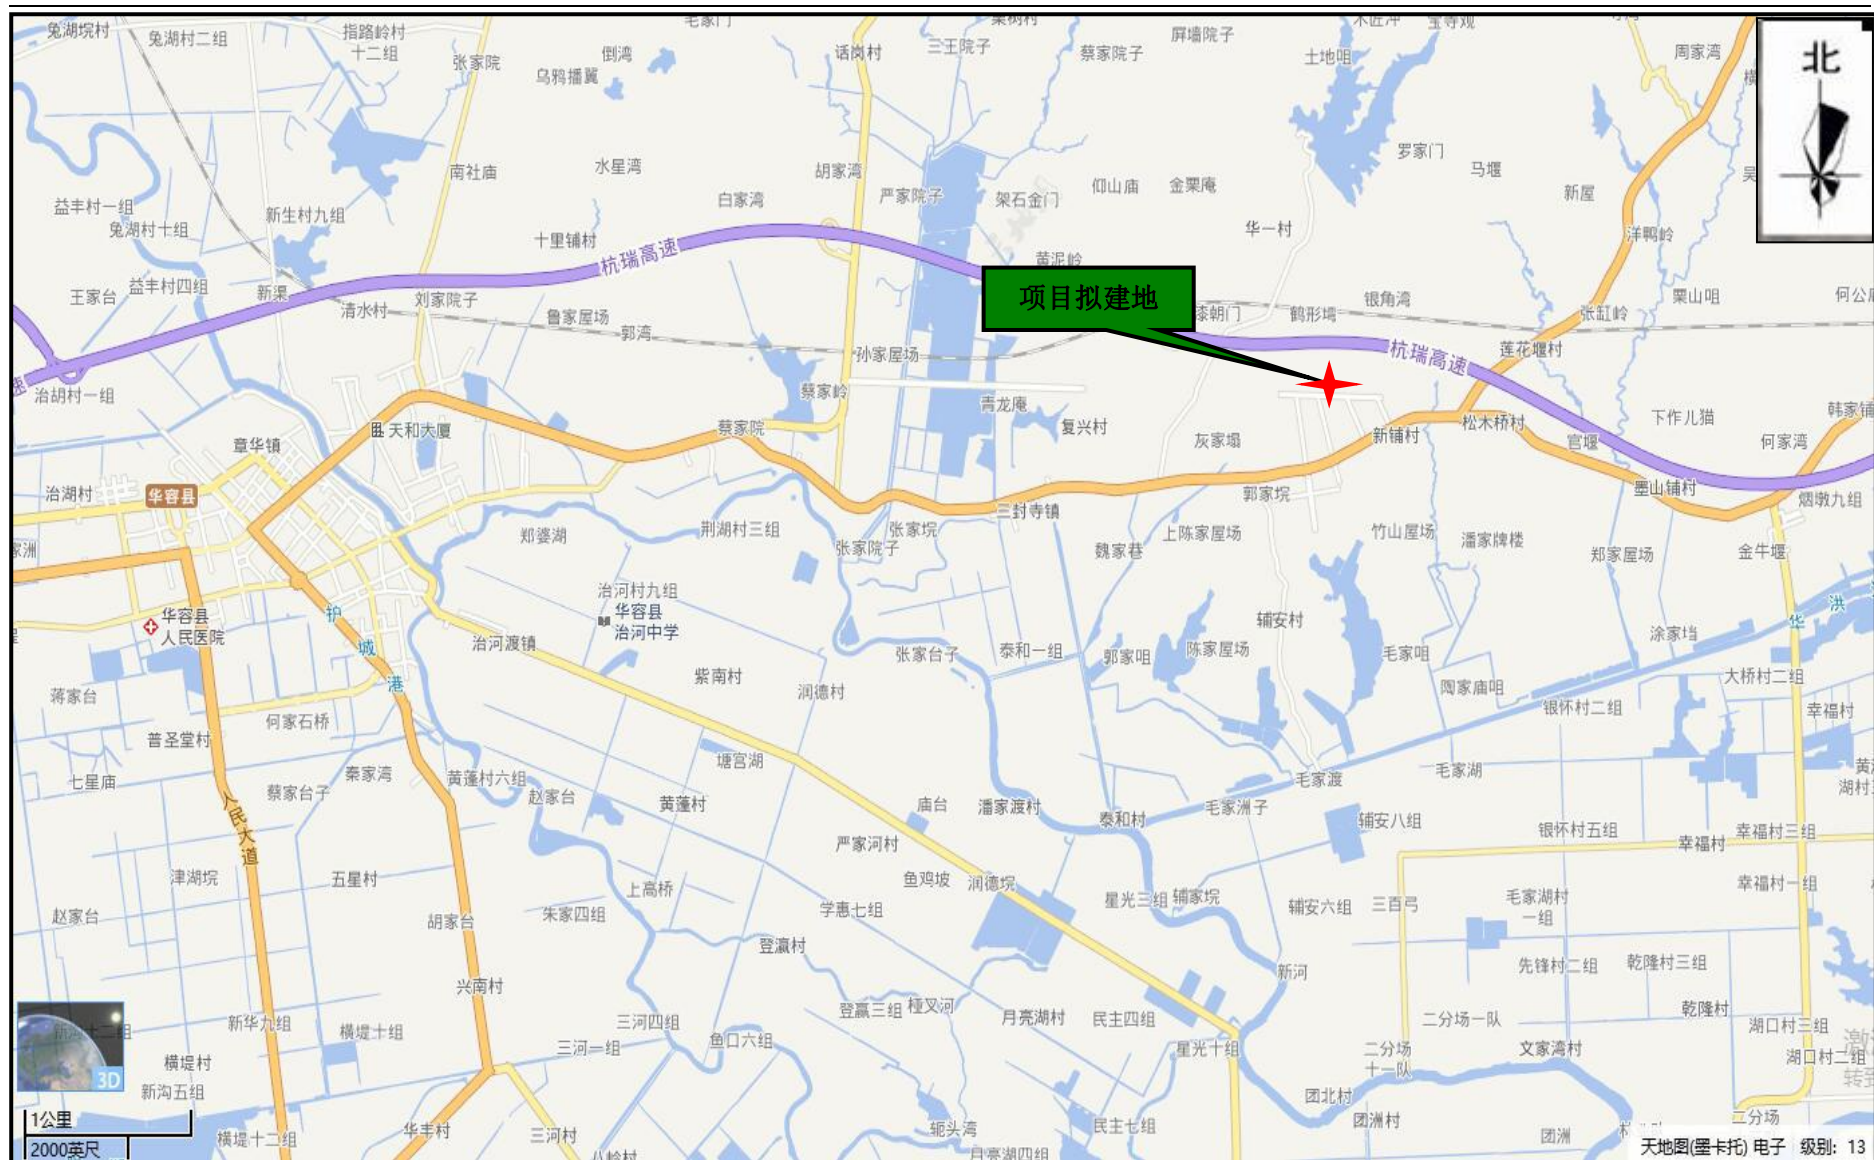 兔湖垸村
兔湖村二组
指路岭村
十二组
张家院
倒湾
乌鸦播翼
毛家门
话岗村
三王院子
蔡家院子
屏墙院子
土地咀
周家湾
北
南社庙
水星湾
白家湾
胡家湾
严家院子
架石金门
仰山庙
金栗庵
罗家门
马堰
新屋
益丰村一组
兔湖村十组
新生村九组
十里铺村
杭瑞高速
华一村
洋鸭岭
黄泥岭
王家台
益丰村四组
新渠
清水村
刘家院子
鲁家屋场
郭湾
项目拟建地
漆朝门
鹤形塆
银角湾
栗山咀
张缸岭
孙家屋场
杭瑞高速
莲花堰村
治胡村一组
蔡家岭
青龙庵
复兴村
天和大厦
蔡家院
灰家塌
新铺村
松木桥村
官堰
下作儿猫
何家湾
章华镇
治湖村
华容县
郭家垸
墨山铺村
烟墩九组
三封寺镇
郑婆湖
荆湖村三组
张家垸
张家院子
魏家巷
上陈家屋场
竹山屋场
潘家牌楼
郑家屋场
金牛堰
治河村九组
华容县
治河中学
华容县
人民医院
护
城
港
治河渡镇
张家台子
泰和一组
郭家咀
陈家屋场
辅安村
毛家咀
涂家垱
华
洪
蒋家台
紫南村
润德村
陶家庙咀
大桥村二组
银怀村二组
幸福村
何家石桥
普圣堂村
七星庙
秦家湾
蔡家台子
黄蓬村六组
赵家台
塘宫湖
黄蓬村
庙台
潘家渡村
泰和村
毛家洲子
毛家渡
毛家湖
人民大道
严家河村
辅安八组
银怀村五组
幸福村三组
幸福村
津湖垸
五星村
上高桥
鱼鸡坡
润德垸
星光三组
辅家垸
辅安六组
三百弓
毛家湖村
一组
幸福村一组
赵家台
胡家台
朱家四组
学惠七组
登瀛村
新河
先锋村二组
乾隆村三组
兴南村
登赢三组
桠叉河
月亮湖村
民主四组
二分场一队
乾隆村
新华九组
横堤十组
三河四组
三河一组
鱼口六组
星光十组
二分场
十一队
文家湾村
湖口村三组
湖口村二组
横堤村
3D
新沟五组
团北村
团洲村
二分场
1公里
2000英尺
横堤十二组
华丰村
三河村
八岭村
轭头湾
月亮湖四组
民主七组
团洲
天地图(墨卡托) 电子 级别: 13